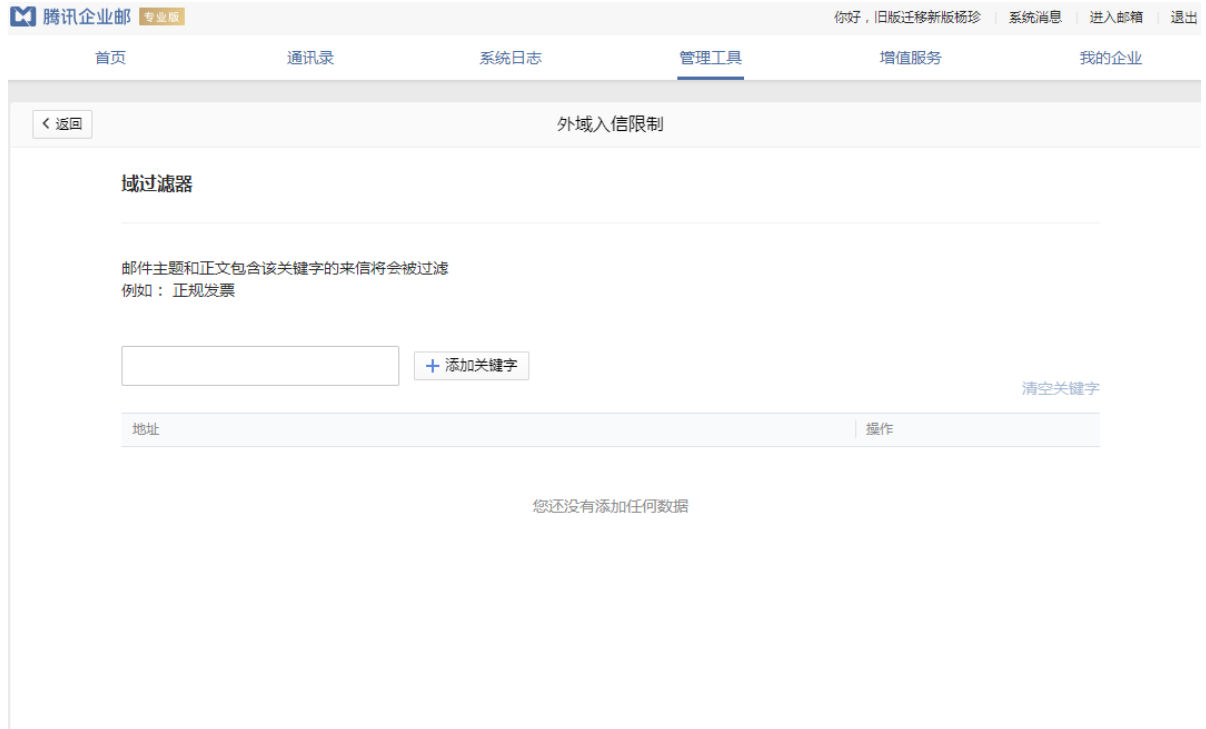 腾讯企业邮 专业版 你好，旧版迁移新版杨珍 系统消息 进入邮箱 退出
首页 通讯录 系统日志 管理工具 增值服务 我的企业
返回 外域入信限制
域过滤器
邮件主题和正文包含该关键字的来信将会被过滤
例如： 正规发票
添加关键字
清空关键字
地址 操作
您还没有添加任何数据